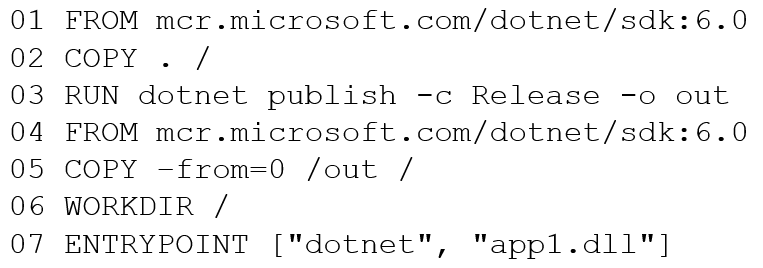 01 FROM mcr.microsoft.com/dotnet/sdk:6.0
02 COPY . /
03 RUN dotnet publish -c Release -o out
04 FROM mcr.microsoft.com/dotnet/sdk:6.0
05 COPY –from=0 /out /
06 WORKDIR /
07 ENTRYPOINT ["dotnet", "app1.dll"]